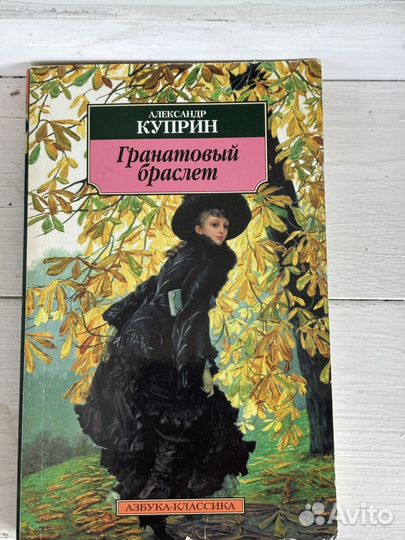 АЛЕКСАНДР
КУПРИН
Гранатовый
браслет
АЗБУКА-КЛАССИКА
Avito